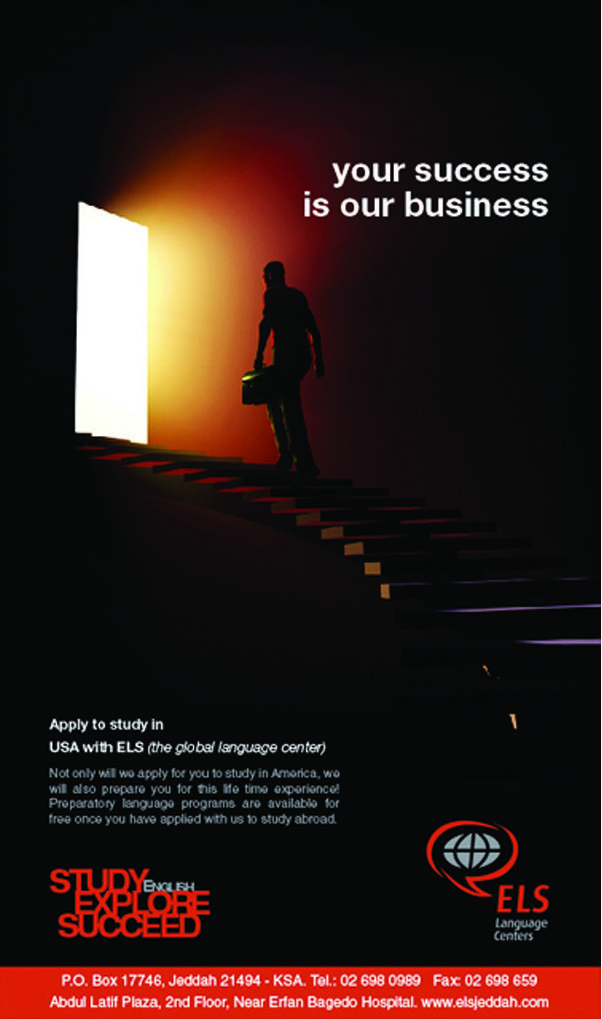 your success
is our business
Apply to study in
USA with ELS (the global language center)
Not only will we apply for you to study in America, we
will also prepare you for this life time experience!
Preparatory language programs are available for
free once you have applied with us to study abroad.
STUDY ENGLISH
EXPLORE
SUCCEED
ELS
Language
Centers
P.O. Box 17746, Jeddah 21494 - KSA. Tel.: 02 698 0989 Fax: 02 698 659
Abdul Latif Plaza, 2nd Floor, Near Erfan Bagedo Hospital. www.elsjeddah.com